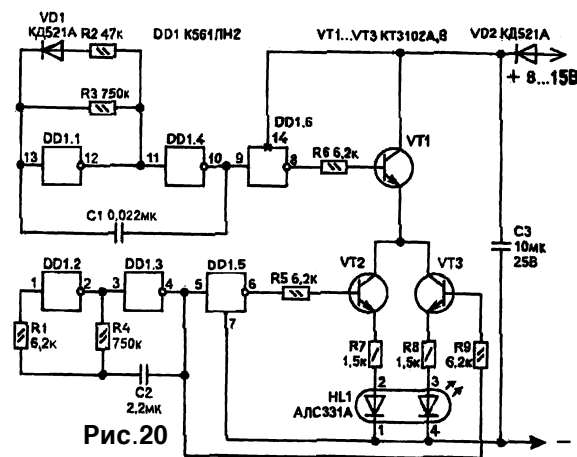 VD1
КД521А
R2 47к
DD1 К561ЛН2
VT1...VT3 КТ3102А,В
VD2 КД521А
+ 8...15В
R3 750к
DD1.6
14
DD1.1
DD1.4
13
12
11
10
9
8
R6 6,2к
VT1
С1 0,022мк
С3
10мк
25В
DD1.2
DD1.3
DD1.5
VT2
VT3
1
2
3
4
5
6
7
R5 6,2к
R1
6,2к
R4
750к
R7
1,5к
R8
1,5к
R9
6,2к
С2
2,2мк
HL1
АЛС331А
2
3
1
4
Рис.20
–